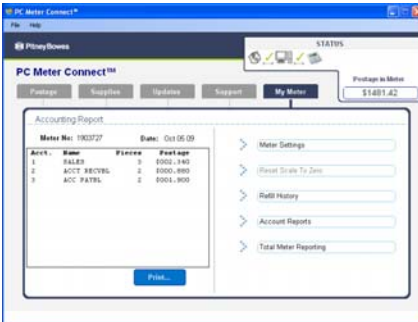 PC Meter Connect*
File Help
Pitney Bowes
STATUS
PC Meter Connect™
Postage in Meter
$1481.42
Postage Supplies Updates Support My Meter
Accounting Report
Meter No: 1903727 Date: Oct 05 09
Acct. Name Pieces Postage
1 SALES 3 $002.340
2 ACCT RECVBL 2 $000.880
3 ACC PAYBL 2 $001.800
Print...
Meter Settings
Reset Scale To Zero
Refill History
Account Reports
Total Meter Reporting